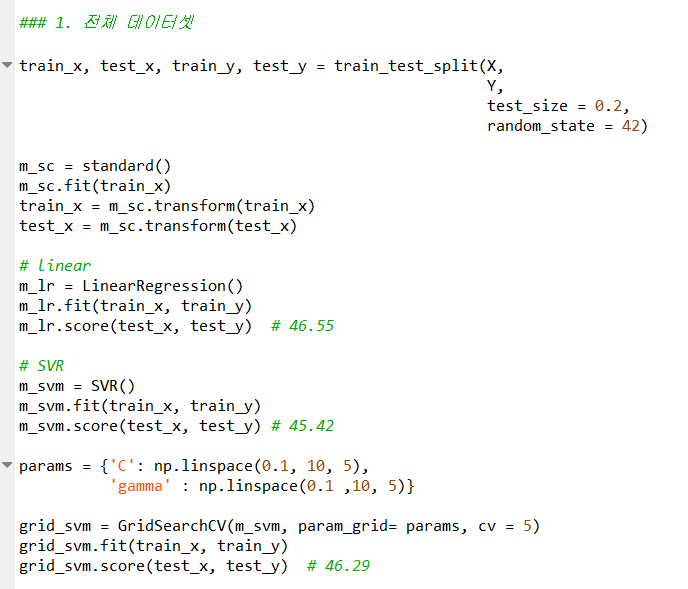 ### 1. 전체 데이터셋
train_x, test_x, train_y, test_y = train_test_split(X,
Y,
test_size = 0.2,
random_state = 42)
m_sc = standard()
m_sc.fit(train_x)
train_x = m_sc.transform(train_x)
test_x = m_sc.transform(test_x)
# linear
m_lr = LinearRegression()
m_lr.fit(train_x, train_y)
m_lr.score(test_x, test_y)  # 46.55
# SVR
m_svm = SVR()
m_svm.fit(train_x, train_y)
m_svm.score(test_x, test_y) # 45.42
params = {'C': np.linspace(0.1, 10, 5),
'gamma' : np.linspace(0.1 ,10, 5)}
grid_svm = GridSearchCV(m_svm, param_grid= params, cv = 5)
grid_svm.fit(train_x, train_y)
grid_svm.score(test_x, test_y)  # 46.29